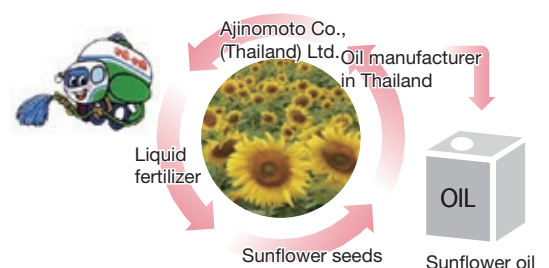 Ajinomoto Co.,
(Thailand) Ltd.
Oil manufacturer
in Thailand
Liquid
fertilizer
OIL
Sunflower seeds
Sunflower oil